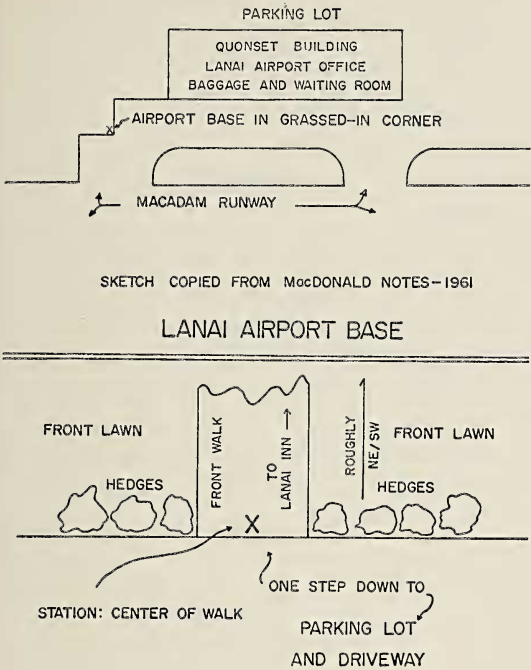 PARKING LOT
QUONSET BUILDING
LANAI AIRPORT OFFICE
BAGGAGE AND WAITING ROOM
X
AIRPORT BASE IN GRASSED-IN CORNER
MACADAM RUNWAY
SKETCH COPIED FROM MacDONALD NOTES-1961
LANAI AIRPORT BASE
FRONT LAWN
HEDGES
FRONT WALK
TO
LANAI INN
ROUGHLY
NE/SW
FRONT LAWN
HEDGES
X
STATION: CENTER OF WALK
ONE STEP DOWN TO
PARKING LOT
AND DRIVEWAY